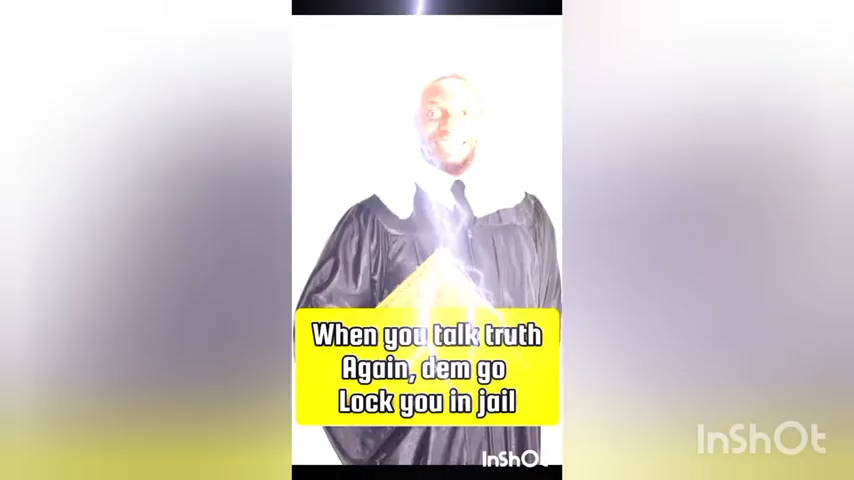 When you talk truth
Again, dem go
Lock you in jail
InShOt
InShOt